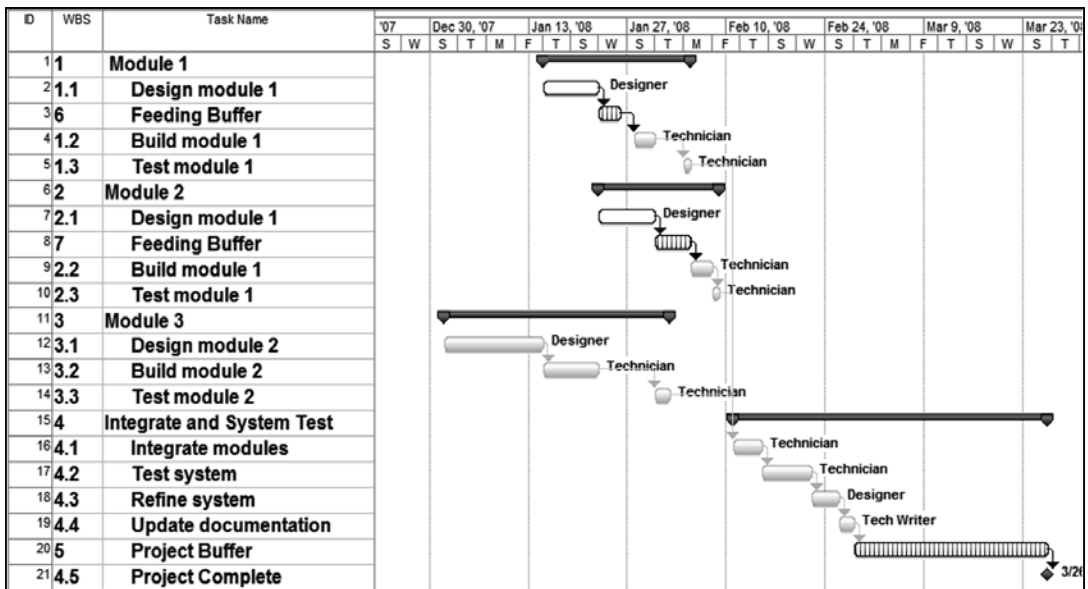 ID WBS Task Name '07 Dec 30, '07 Jan 13, '08 Jan 27, '08 Feb 10, '08 Feb 24, '08 Mar 9, '08 Mar 23, '08
S W S T M F T S W S T M F T S W S T M F T S W S T
1 1 Module 1
2 1.1 Design module 1 Designer
3 6 Feeding Buffer
4 1.2 Build module 1 Technician
5 1.3 Test module 1 Technician
6 2 Module 2
7 2.1 Design module 1 Designer
8 7 Feeding Buffer
9 2.2 Build module 1 Technician
10 2.3 Test module 1 Technician
11 3 Module 3
12 3.1 Design module 2 Designer
13 3.2 Build module 2 Technician
14 3.3 Test module 2 Technician
15 4 Integrate and System Test
16 4.1 Integrate modules Technician
17 4.2 Test system Technician
18 4.3 Refine system Designer
19 4.4 Update documentation Tech Writer
20 5 Project Buffer
21 4.5 Project Complete 3/26